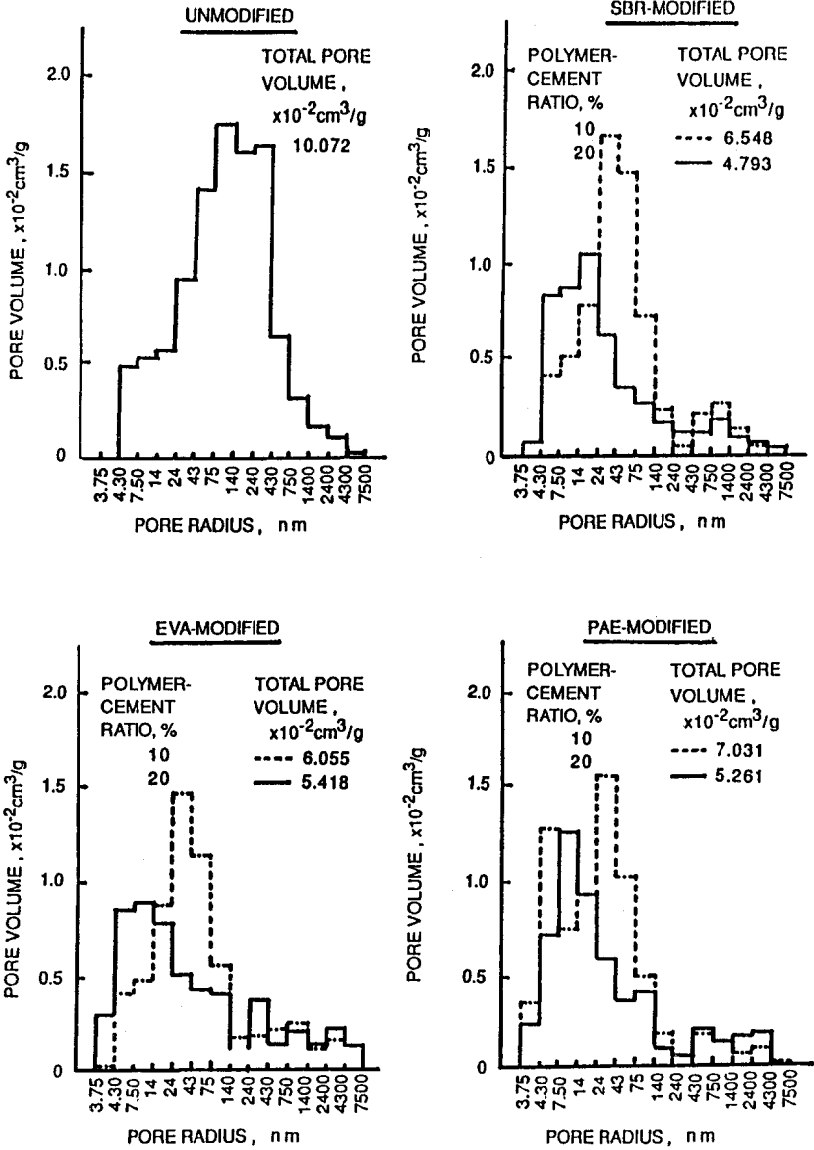 UNMODIFIED
TOTAL PORE
VOLUME ,
x10⁻²cm³/g
10.072
PORE VOLUME , x10⁻²cm³/g
2.0
1.5
1.0
0.5
0
3.75 4.30 7.50 14 24 43 75 140 240 430 750 1400 2400 4300 7500
PORE RADIUS , nm
SBR-MODIFIED
POLYMER-
CEMENT
RATIO, %
10
20
TOTAL PORE
VOLUME ,
x10⁻²cm³/g
6.548
4.793
PORE VOLUME , x10⁻²cm³/g
2.0
1.5
1.0
0.5
0
3.75 4.30 7.50 14 24 43 75 140 240 430 750 1400 2400 4300 7500
PORE RADIUS , nm
EVA-MODIFIED
POLYMER-
CEMENT
RATIO, %
10
20
TOTAL PORE
VOLUME ,
x10⁻²cm³/g
6.055
5.418
PORE VOLUME , x10⁻²cm³/g
2.0
1.5
1.0
0.5
0
3.75 4.30 7.50 14 24 43 75 140 240 430 750 1400 2400 4300 7500
PORE RADIUS , nm
PAE-MODIFIED
POLYMER-
CEMENT
RATIO, %
10
20
TOTAL PORE
VOLUME ,
x10⁻²cm³/g
7.031
5.261
PORE VOLUME , x10⁻²cm³/g
2.0
1.5
1.0
0.5
0
3.75 4.30 7.50 14 24 43 75 140 240 430 750 1400 2400 4300 7500
PORE RADIUS , nm